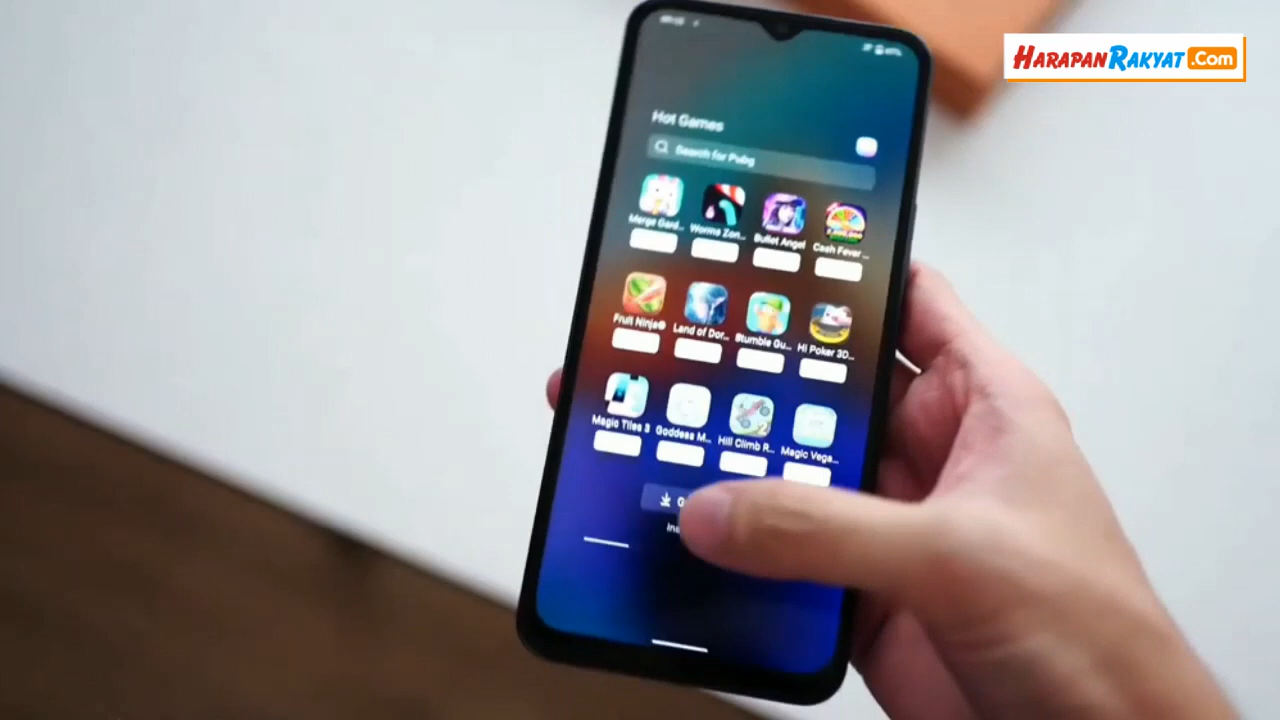 HARAPANRAKYAT.Com
Hot Games
Search for Pubg
Merge Gard... Worms Zon... Bullet Angel Cash Fever ...
Fruit Ninja® Land of Dor... Stumble Gu... Hi Poker 3D...
Magic Tiles 3 Goddess M... Hill Climb R... Magic Vega...